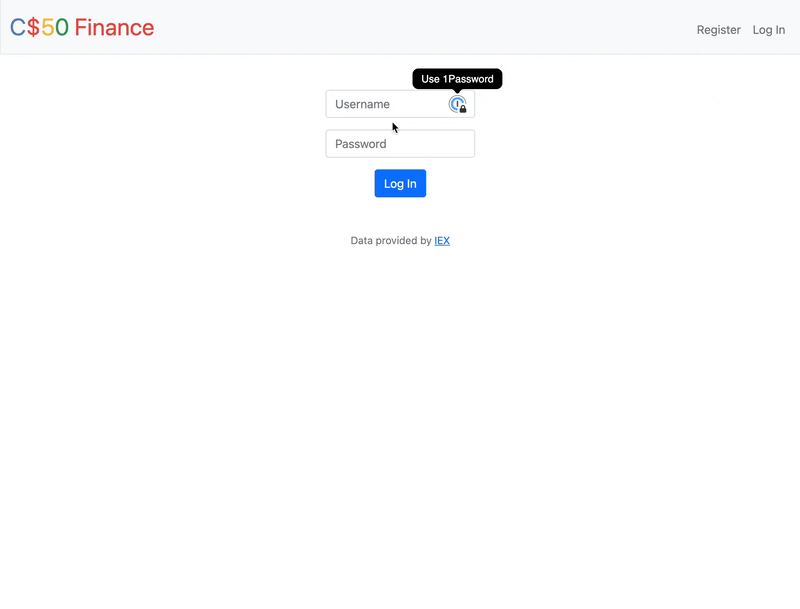 C$50 Finance
Register Log In
Use 1Password
Username
Password
Log In
Data provided by IEX